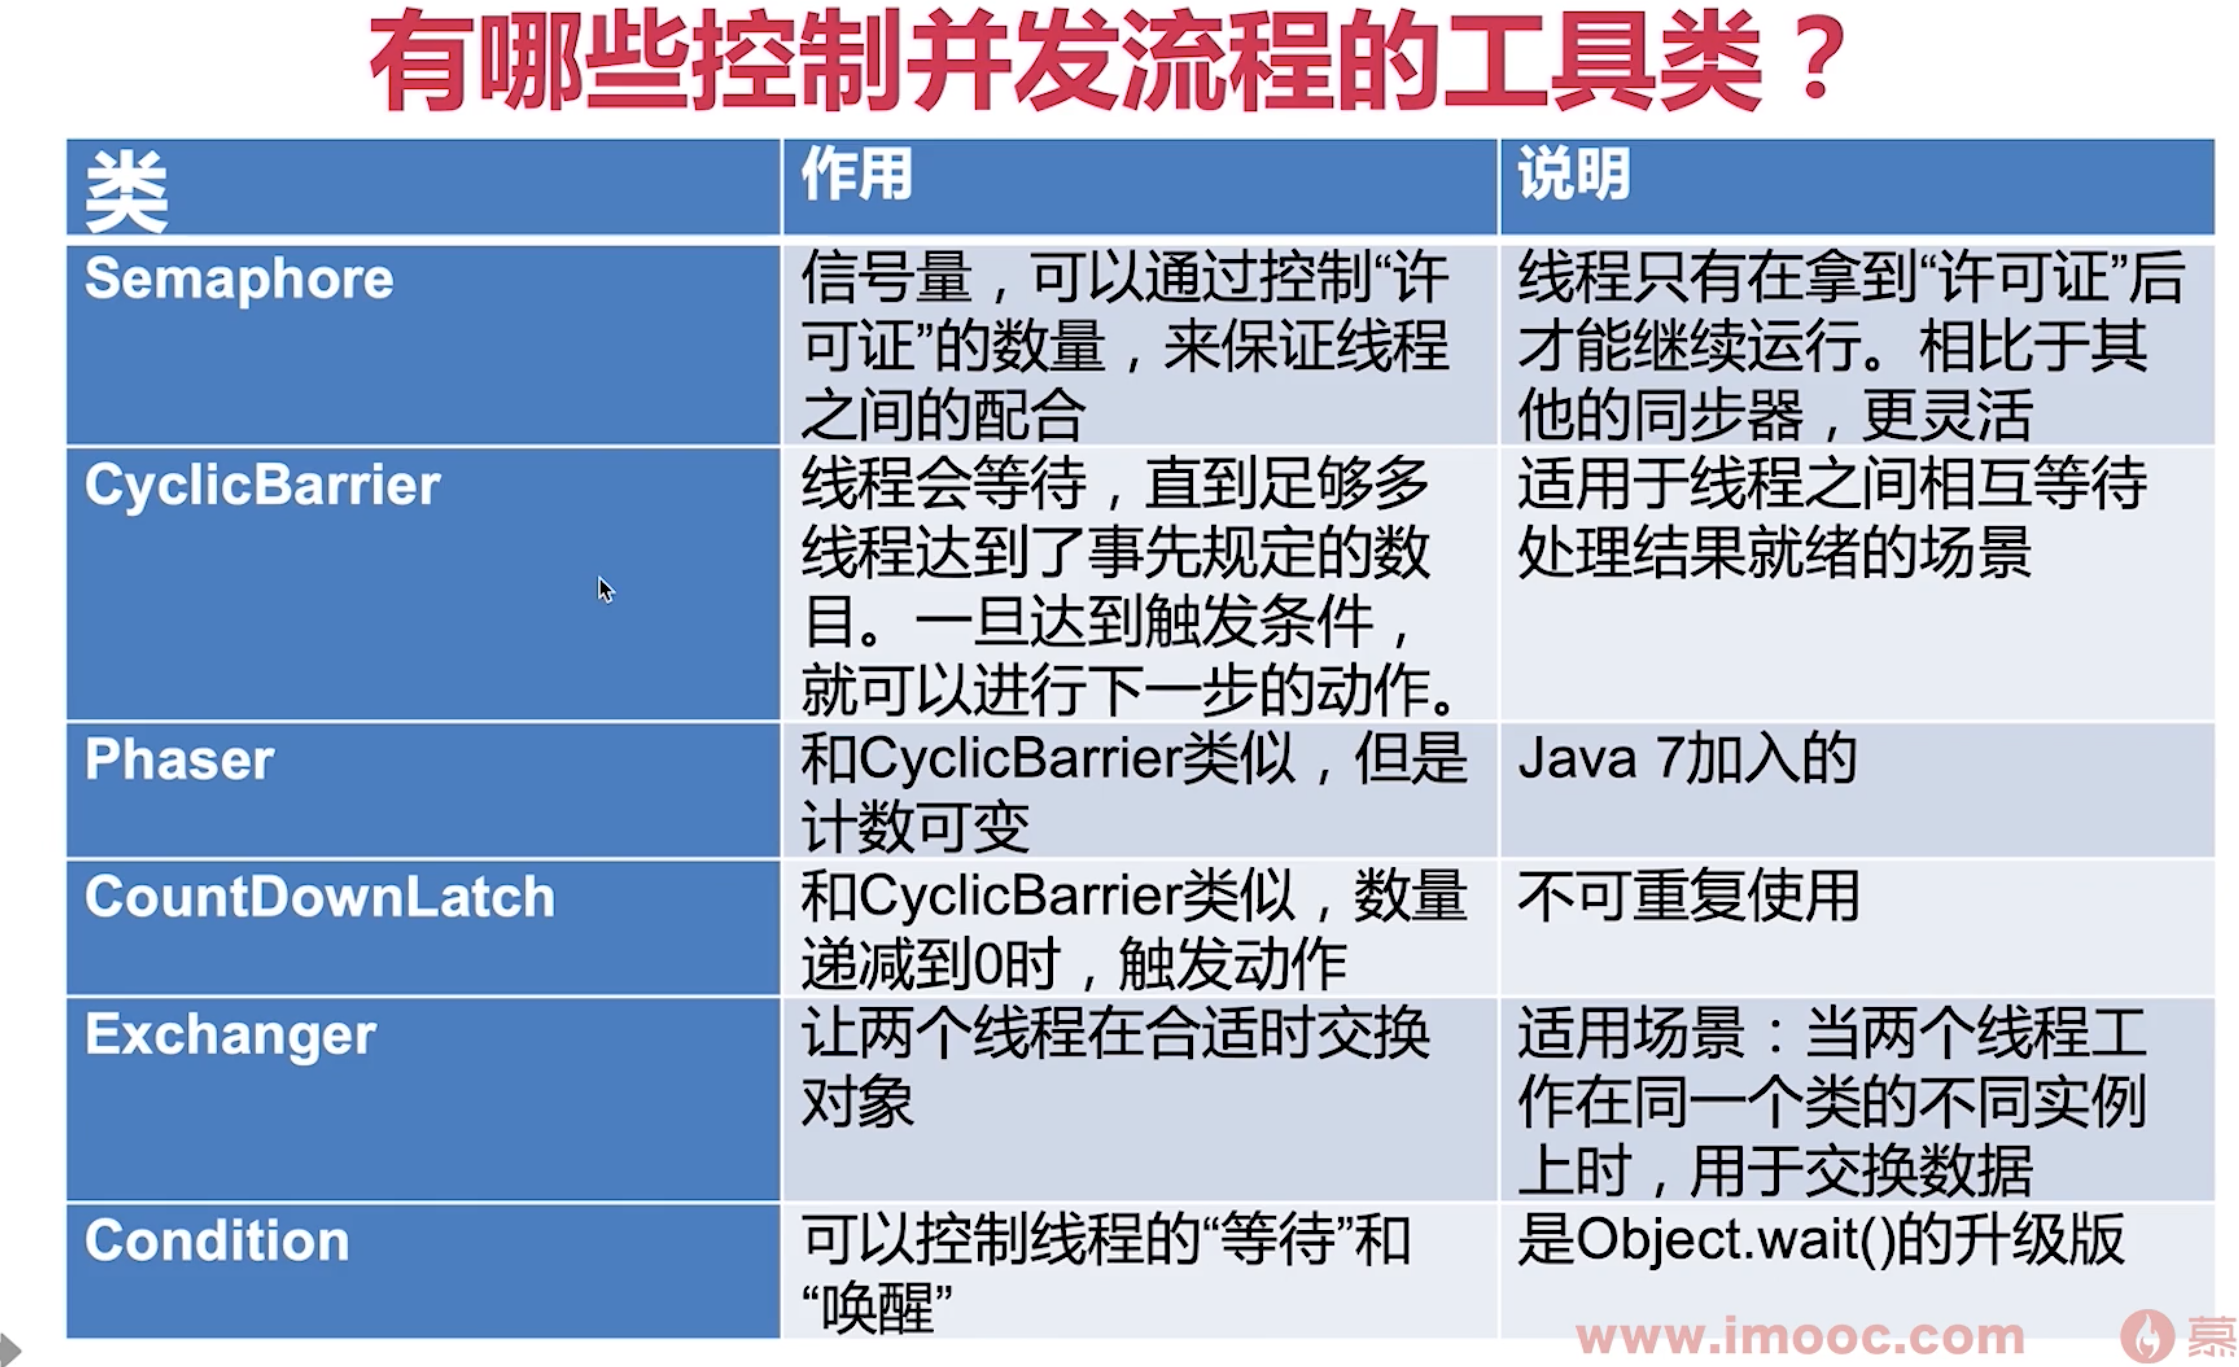 有哪些控制并发流程的工具类？
类
作用
说明
Semaphore
信号量，可以通过控制“许
可证”的数量，来保证线程
之间的配合
线程只有在拿到“许可证”后
才能继续运行。相比于其
他的同步器，更灵活
CyclicBarrier
线程会等待，直到足够多
线程达到了事先规定的数
目。一旦达到触发条件，
就可以进行下一步的动作。
适用于线程之间相互等待
处理结果就绪的场景
Phaser
和CyclicBarrier类似，但是
计数可变
Java 7加入的
CountDownLatch
和CyclicBarrier类似，数量
递减到0时，触发动作
不可重复使用
Exchanger
让两个线程在合适时交换
对象
适用场景：当两个线程工
作在同一个类的不同实例
上时，用于交换数据
Condition
可以控制线程的“等待”和
“唤醒”
是Object.wait()的升级版
www.imooc.com
慕